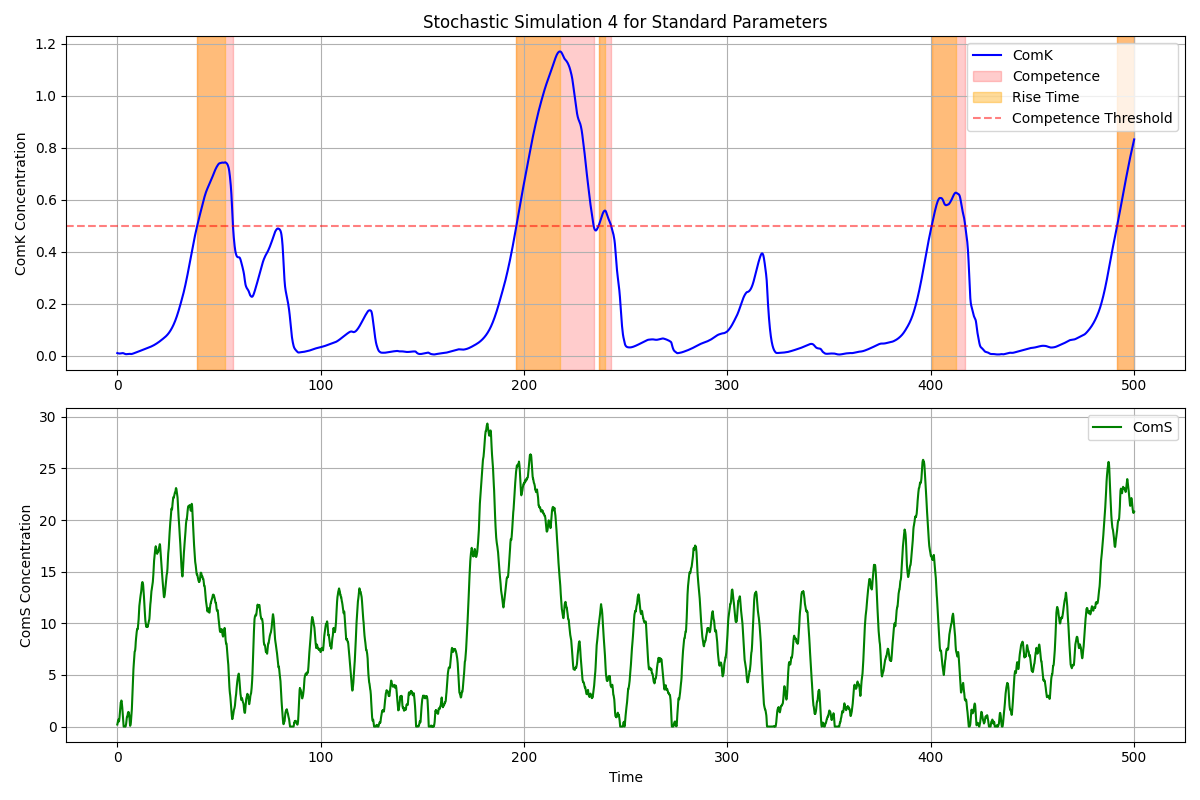 Stochastic Simulation 4 for Standard Parameters
ComK Concentration
1.2
1.0
0.8
0.6
0.4
0.2
0.0
ComK
Competence
Rise Time
Competence Threshold
0 100 200 300 400 500
ComS Concentration
30
25
20
15
10
5
0
ComS
0 100 200 300 400 500
Time